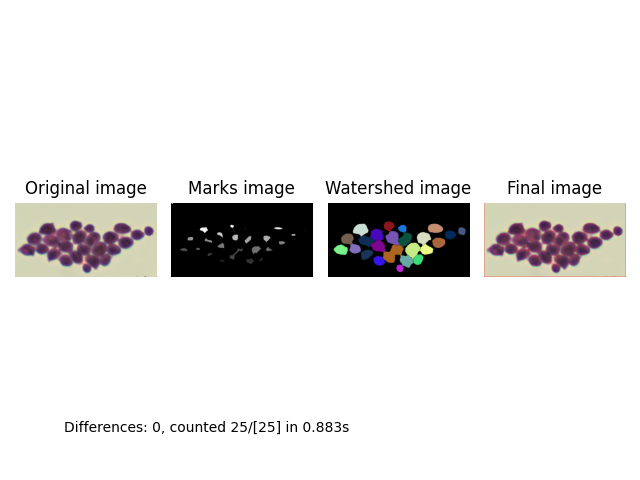 Original image
Marks image
Watershed image
Final image
Differences: 0, counted 25/[25] in 0.883s